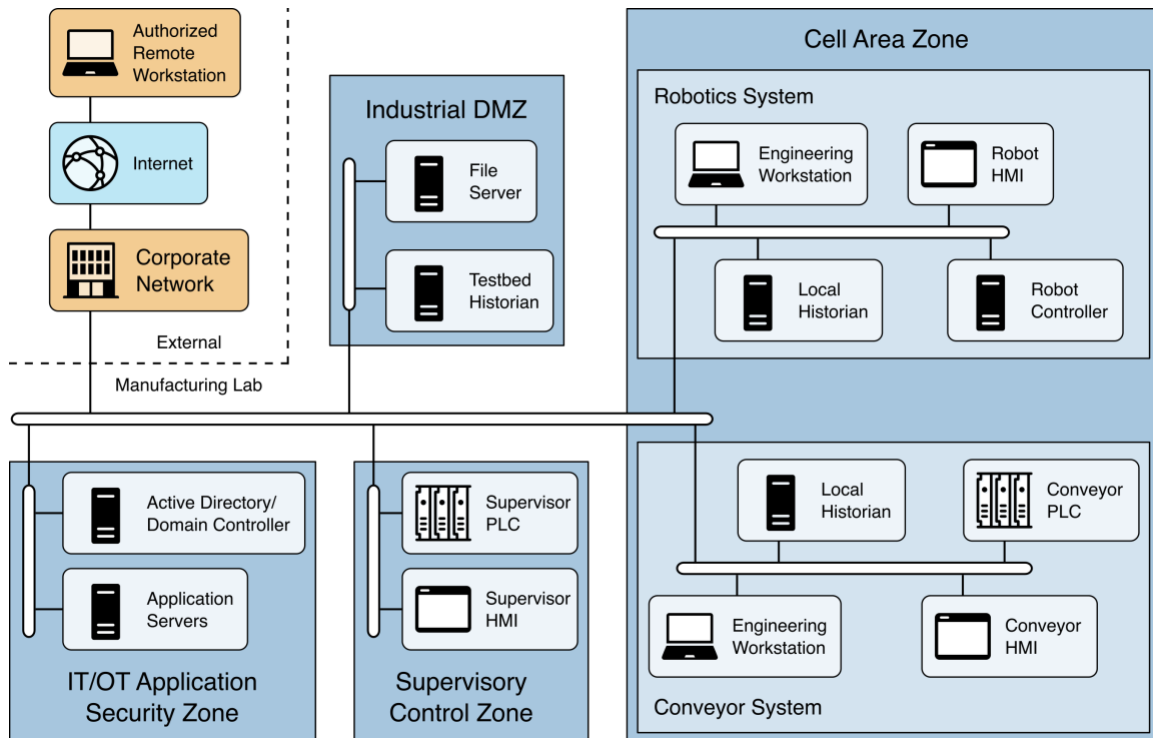 Authorized
Remote
Workstation
Internet
Corporate
Network
External
Manufacturing Lab
Industrial DMZ
File
Server
Testbed
Historian
Cell Area Zone
Robotics System
Engineering
Workstation
Robot
HMI
Local
Historian
Robot
Controller
Active Directory/
Domain Controller
Application
Servers
IT/OT Application
Security Zone
Supervisor
PLC
Supervisor
HMI
Supervisory
Control Zone
Local
Historian
Conveyor
PLC
Engineering
Workstation
Conveyor
HMI
Conveyor System